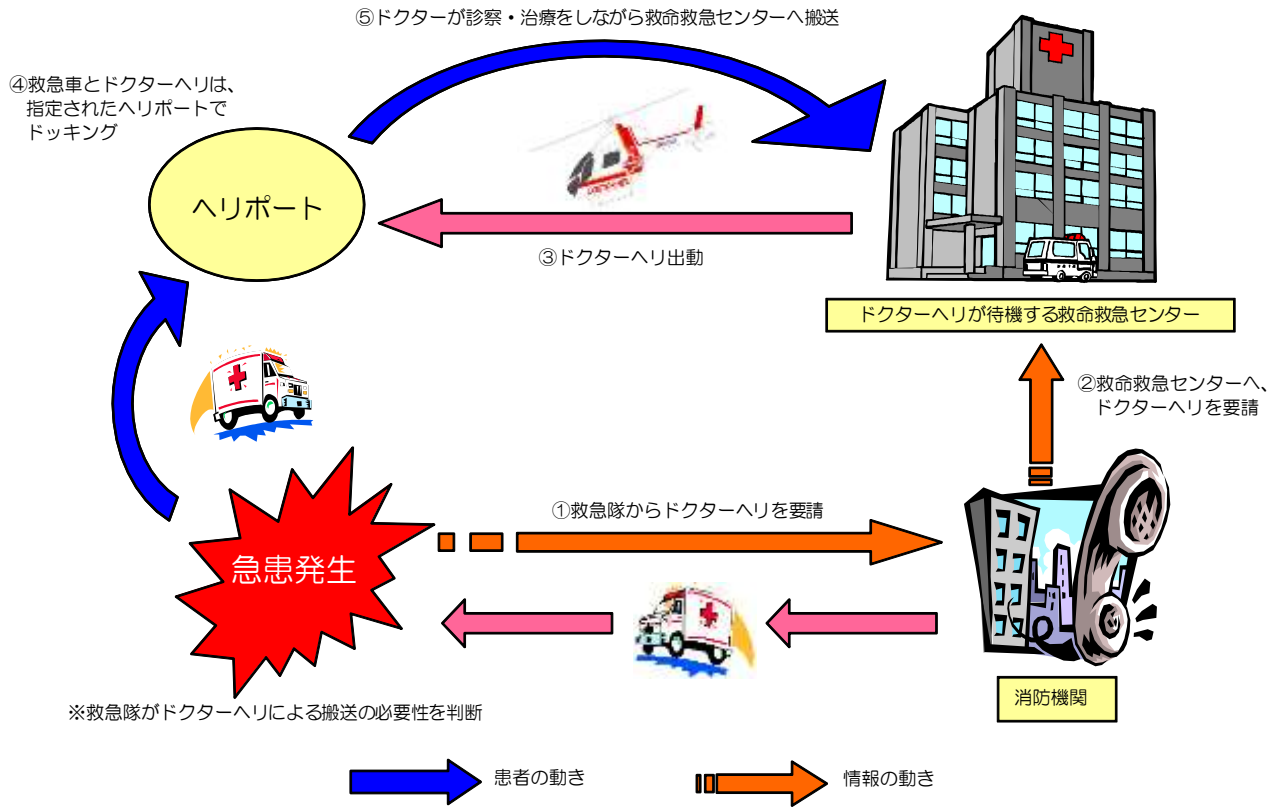 ⑤ドクターが診察・治療をしながら救命救急センターへ搬送
④救急車とドクターヘリは、
指定されたヘリポートで
ドッキング
ヘリポート
③ドクターヘリ出動
ドクターヘリが待機する救命救急センター
②救命救急センターへ、
ドクターヘリを要請
①救急隊からドクターヘリを要請
急患発生
消防機関
※救急隊がドクターヘリによる搬送の必要性を判断
患者の動き
情報の動き